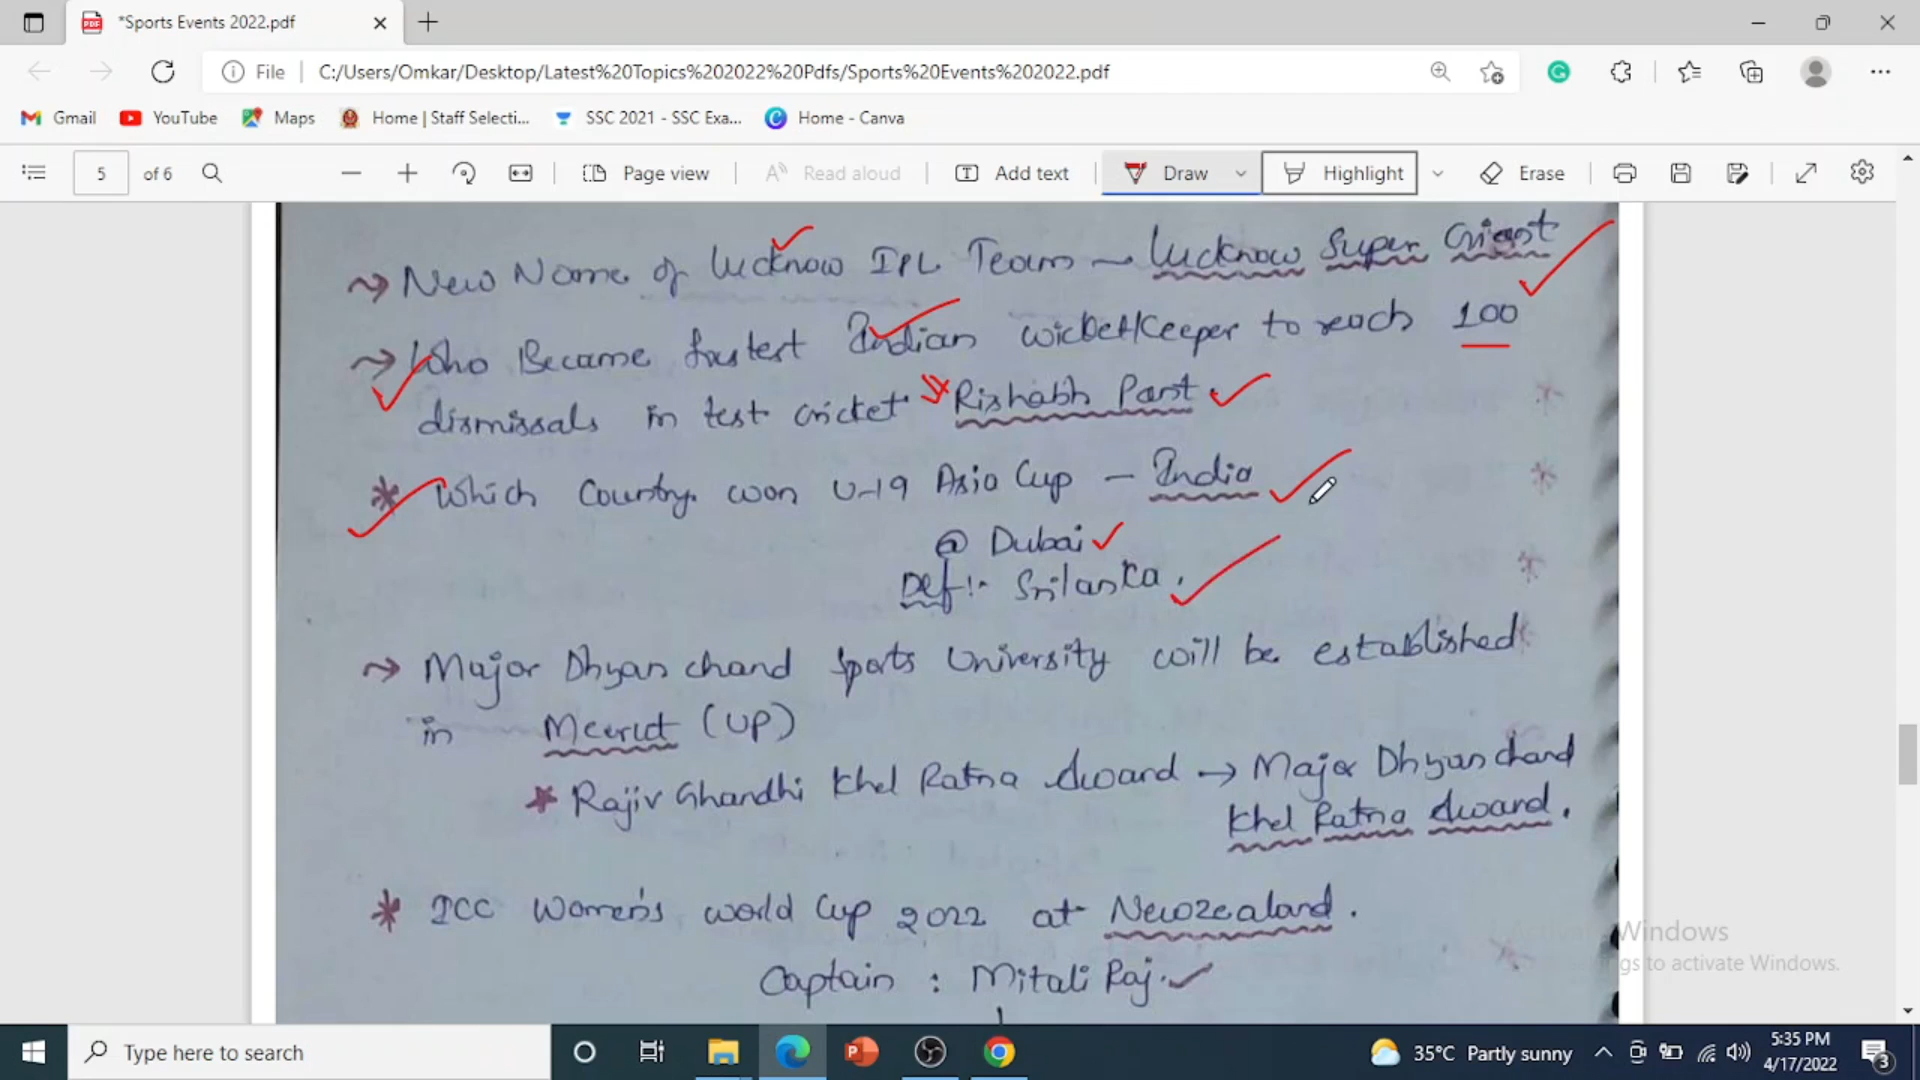 *Sports Events 2022.pdf
File C:/Users/Omkar/Desktop/Latest%20Topics%202022%20Pdfs/Sports%20Events%202022.pdf
Gmail YouTube Maps Home | Staff Selecti... SSC 2021 - SSC Exa... Home - Canva
5 of 6 Page view Read aloud Add text Draw Highlight Erase
New Name of Lucknow IPL Team - Lucknow Super Giant
Who Became fastest Indian wicketkeeper to reach 100
dismissals in test cricket Rishabh Pant
* Which Country won U-19 Asia Cup - India
@ Dubai
Def:- Srilanka.
Major Dhyan chand Sports University will be established
in Meerut (UP)
* Rajiv Ghandhi Khel Ratna Award → Major Dhyan chand
Khel Ratna Award.
* ICC Women's world Cup 2022 at Newzealand.
Captain : Mitali Raj.
Windows
gs to activate Windows.
Type here to search
35°C Partly sunny
5:35 PM
4/17/2022
3